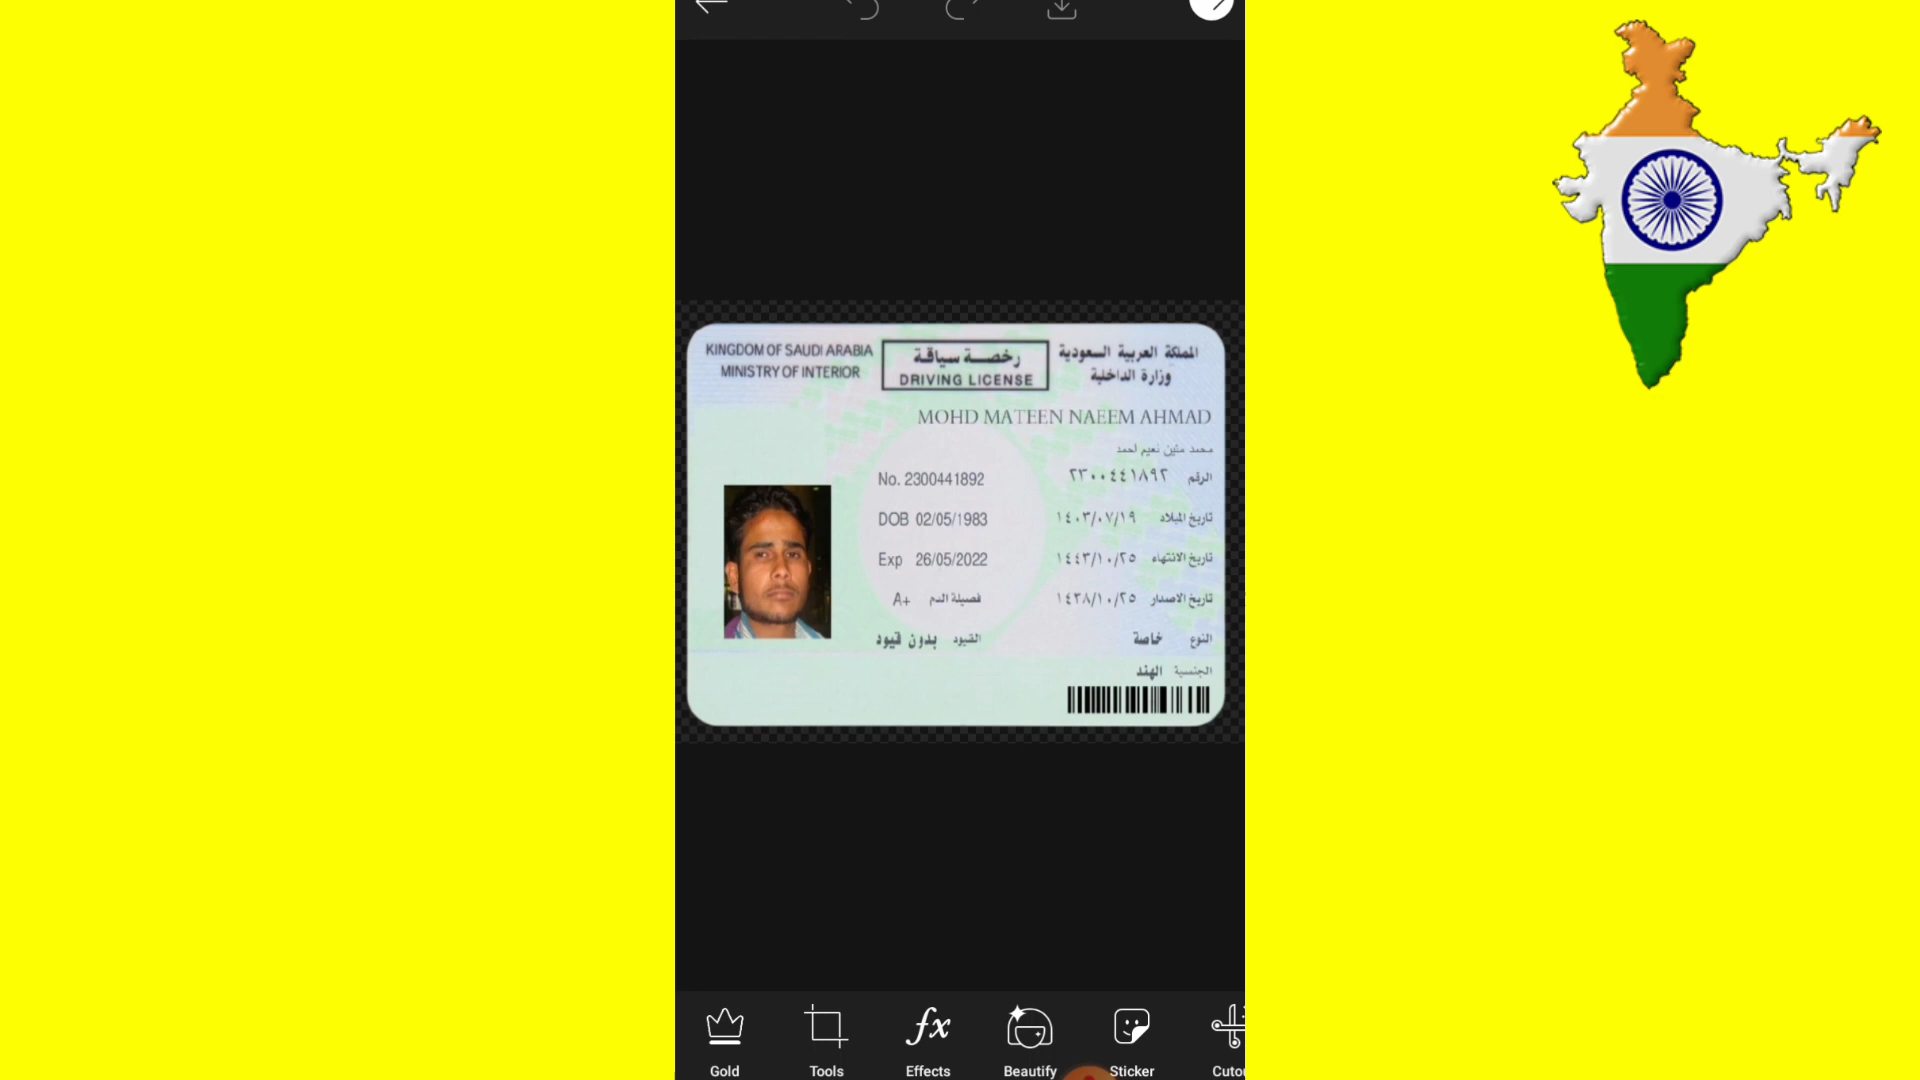 KINGDOM OF SAUDI ARABIA
MINISTRY OF INTERIOR
رخصة سياقة
DRIVING LICENSE
المملكة العربية السعودية
وزارة الداخلية
MOHD MATEEN NAEEM AHMAD
محمد متين نعيم احمد
No. 2300441892
الرقم ٢٣٠٠٤٤١٨٩٢
DOB 02/05/1983
تاريخ الميلاد ١٤٠٣/٠٧/١٩
Exp 26/05/2022
تاريخ الانتهاء ١٤٤٣/١٠/٢٥
فصيلة الدم A+
تاريخ الاصدار ١٤٣٨/١٠/٢٥
القيود بدون قيود
النوع خاصة
الجنسية الهند
Gold
Tools
fx
Effects
Beautify
Sticker